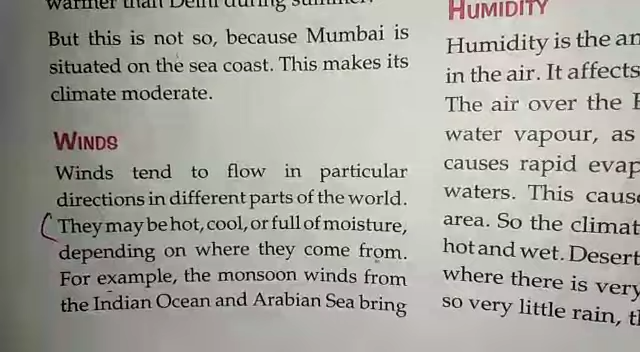 warmer than Delhi during summer.
But this is not so, because Mumbai is
situated on the sea coast. This makes its
climate moderate.
WINDS
Winds tend to flow in particular
directions in different parts of the world.
They may be hot, cool, or full of moisture,
depending on where they come from.
For example, the monsoon winds from
the Indian Ocean and Arabian Sea bring
HUMIDITY
Humidity is the
in the air. It affects
The air over the
water vapour, as
causes rapid
waters. This
area. So the
hot and wet. Desert
where there is very
so very little rain,